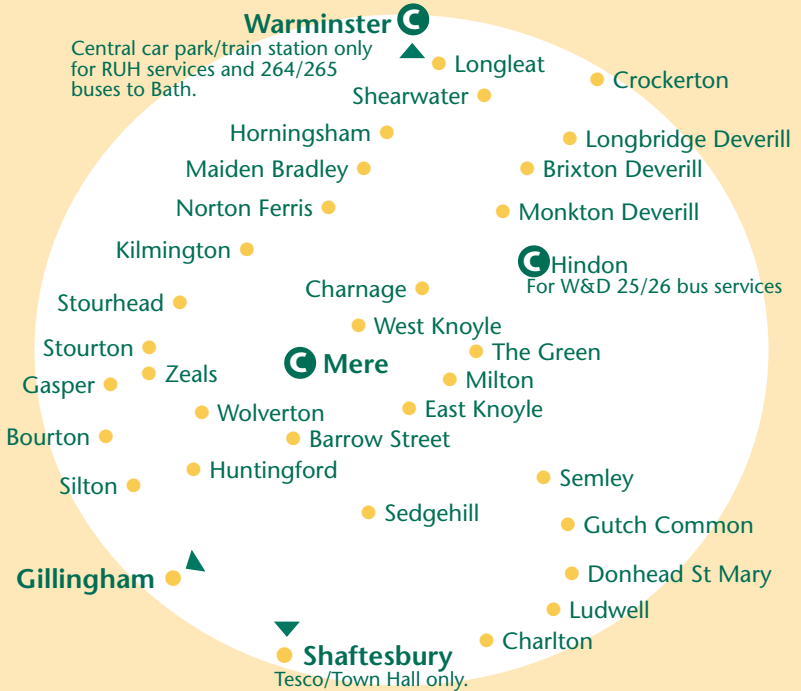 Warminster C
Central car park/train station only
for RUH services and 264/265
buses to Bath.
Longleat
Crockerton
Shearwater
Horningsham
Longbridge Deverill
Maiden Bradley
Brixton Deverill
Norton Ferris
Monkton Deverill
Kilmington
C Hindon
For W&D 25/26 bus services
Charnage
Stourhead
West Knoyle
Stourton
The Green
C Mere
Zeals
Milton
Gasper
East Knoyle
Wolverton
Bourton
Barrow Street
Huntingford
Semley
Silton
Sedgehill
Gutch Common
Gillingham
Donhead St Mary
Ludwell
Charlton
Shaftesbury
Tesco/Town Hall only.